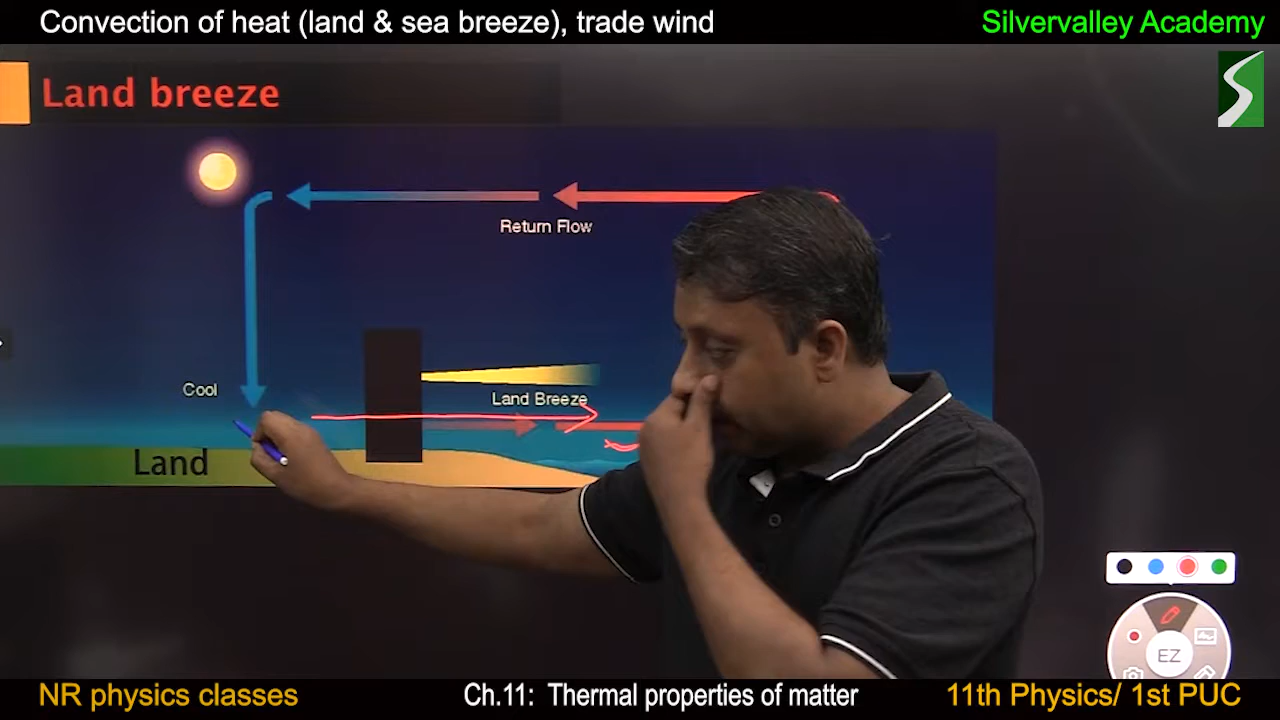 Convection of heat (land & sea breeze), trade wind
Silvervalley Academy
Land breeze
Return Flow
Cool
Land Breeze
Land
EZ
NR physics classes
Ch.11: Thermal properties of matter
11th Physics/ 1st PUC